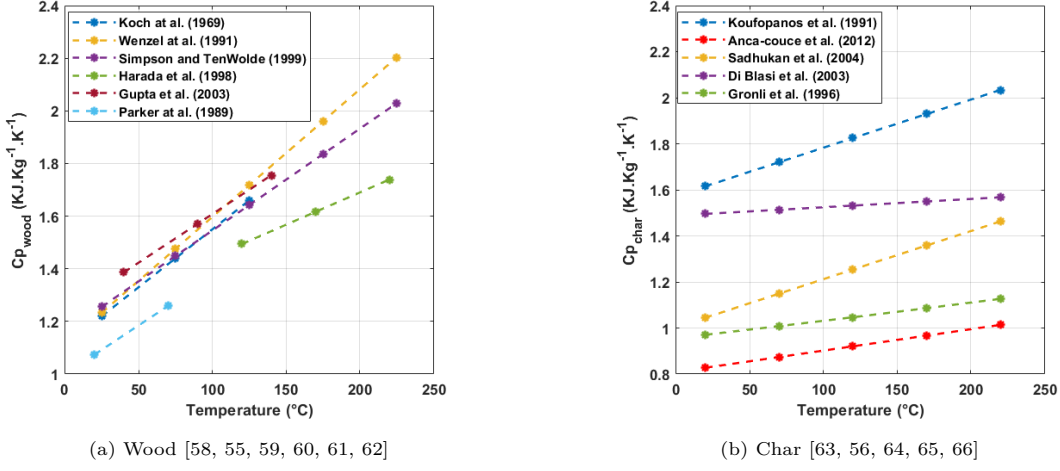 2.4
2.2
2
1.8
1.6
1.4
1.2
1
Cp_wood (KJ.Kg^-1.K^-1)
Koch at al. (1969)
Wenzel at al. (1991)
Simpson and TenWolde (1999)
Harada et al. (1998)
Gupta et al. (2003)
Parker at al. (1989)
0 50 100 150 200 250
Temperature (°C)
(a) Wood [58, 55, 59, 60, 61, 62]
2.4
2.2
2
1.8
1.6
1.4
1.2
1
0.8
Cp_char (KJ.Kg^-1.K^-1)
Koufopanos et al. (1991)
Anca-couce et al. (2012)
Sadhukan et al. (2004)
Di Blasi et al. (2003)
Gronli et al. (1996)
0 50 100 150 200 250
Temperature (°C)
(b) Char [63, 56, 64, 65, 66]